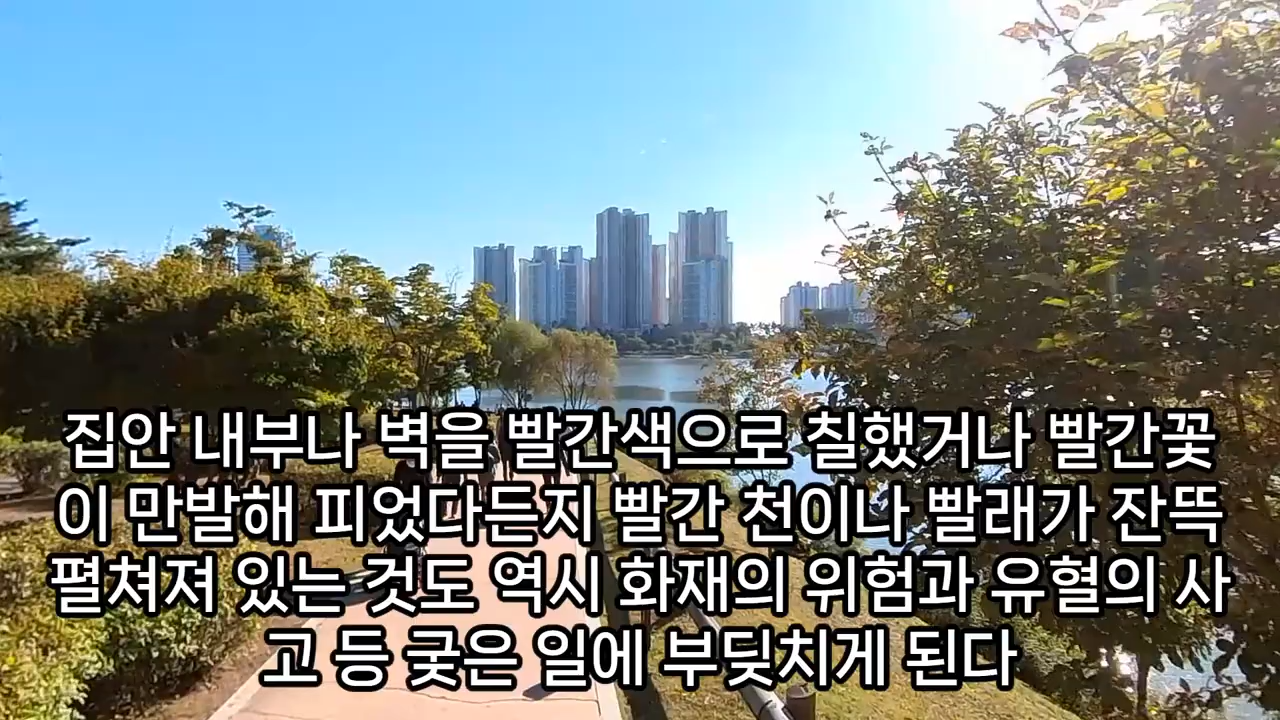 집안 내부나 벽을 빨간색으로 칠했거나 빨간꽃
이 만발해 피었다든지 빨간 천이나 빨래가 잔뜩
펼쳐져 있는 것도 역시 화재의 위험과 유혈의 사
고 등 궂은 일에 부딪치게 된다